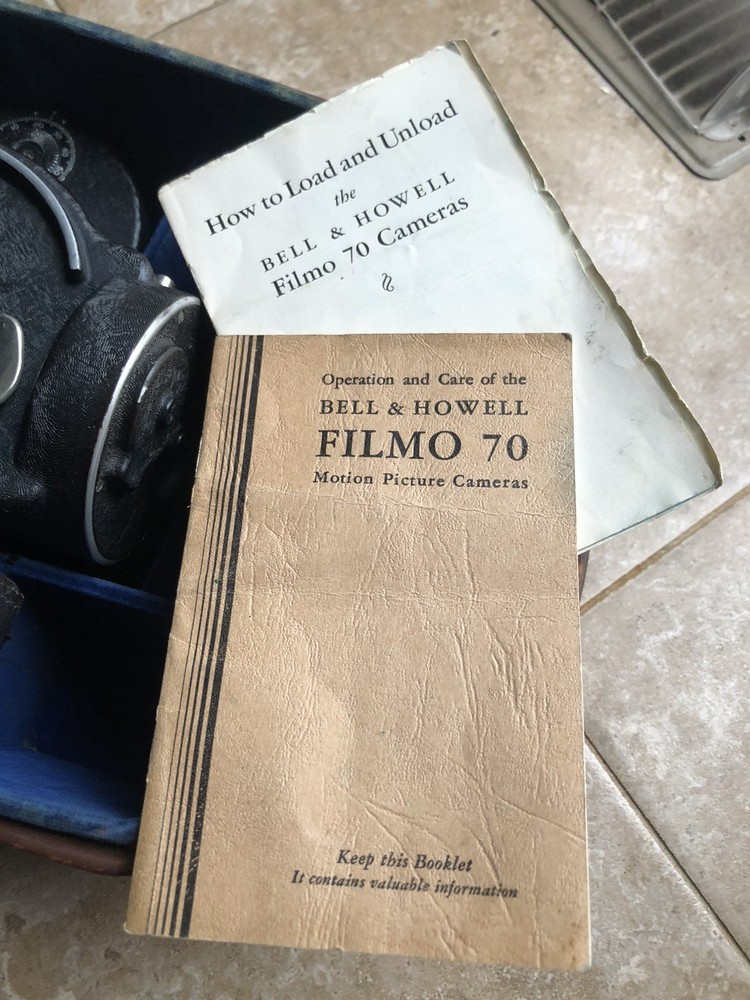 How to Load and Unload
the
BELL & HOWELL
Filmo 70 Cameras
Operation and Care of the
BELL & HOWELL
FILMO 70
Motion Picture Cameras
Keep this Booklet
It contains valuable information